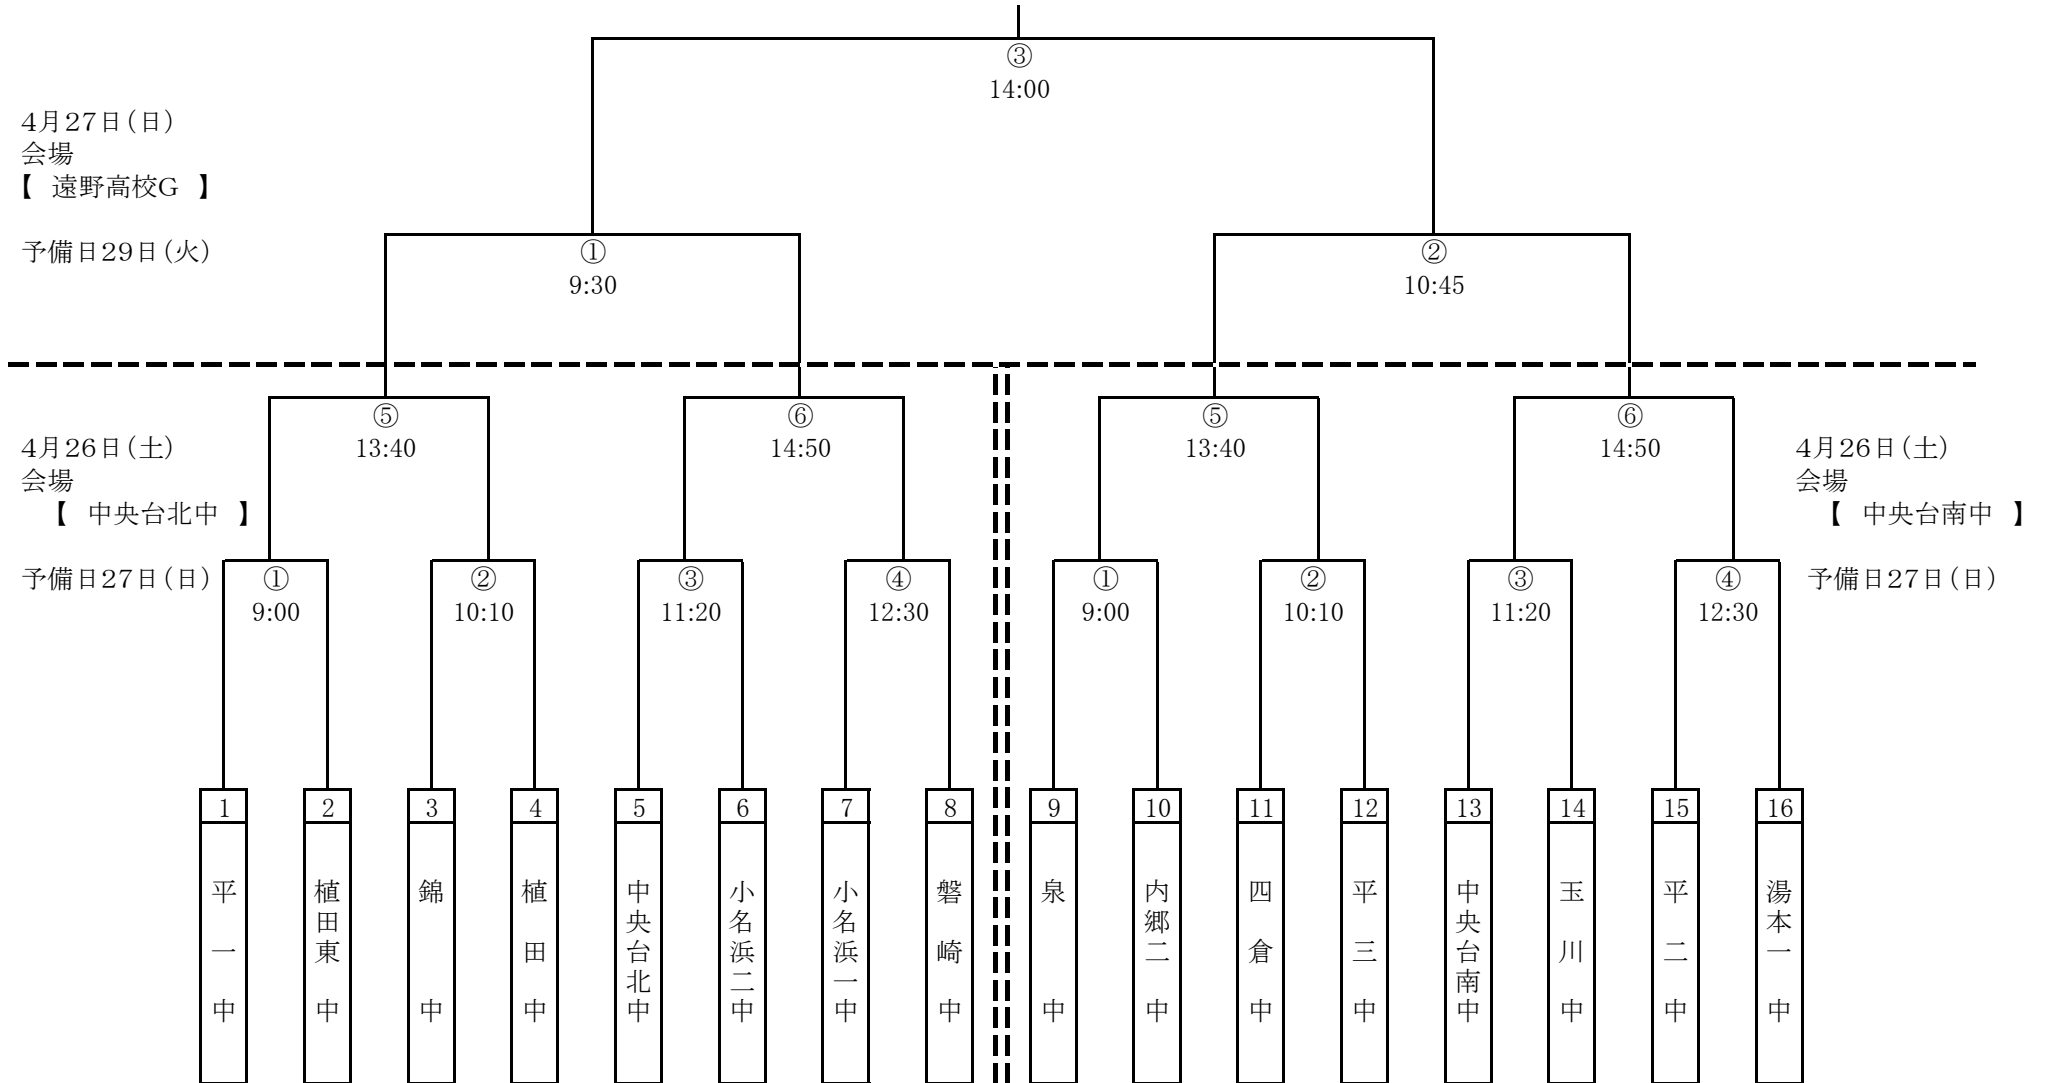 ③
14:00
4月27日(日)
会場
【 遠野高校G 】
予備日29日(火)
①
9:30
②
10:45
⑤
13:40
⑥
14:50
⑤
13:40
⑥
14:50
4月26日(土)
会場
【 中央台北中 】
予備日27日(日)
4月26日(土)
会場
【 中央台南中 】
予備日27日(日)
①
9:00
②
10:10
③
11:20
④
12:30
①
9:00
②
10:10
③
11:20
④
12:30
1
平一中
2
植田東中
3
錦中
4
植田中
5
中央台北中
6
小名浜二中
7
小名浜一中
8
磐崎中
9
泉中
10
内郷二中
11
四倉中
12
平三中
13
中央台南中
14
玉川中
15
平二中
16
湯本一中